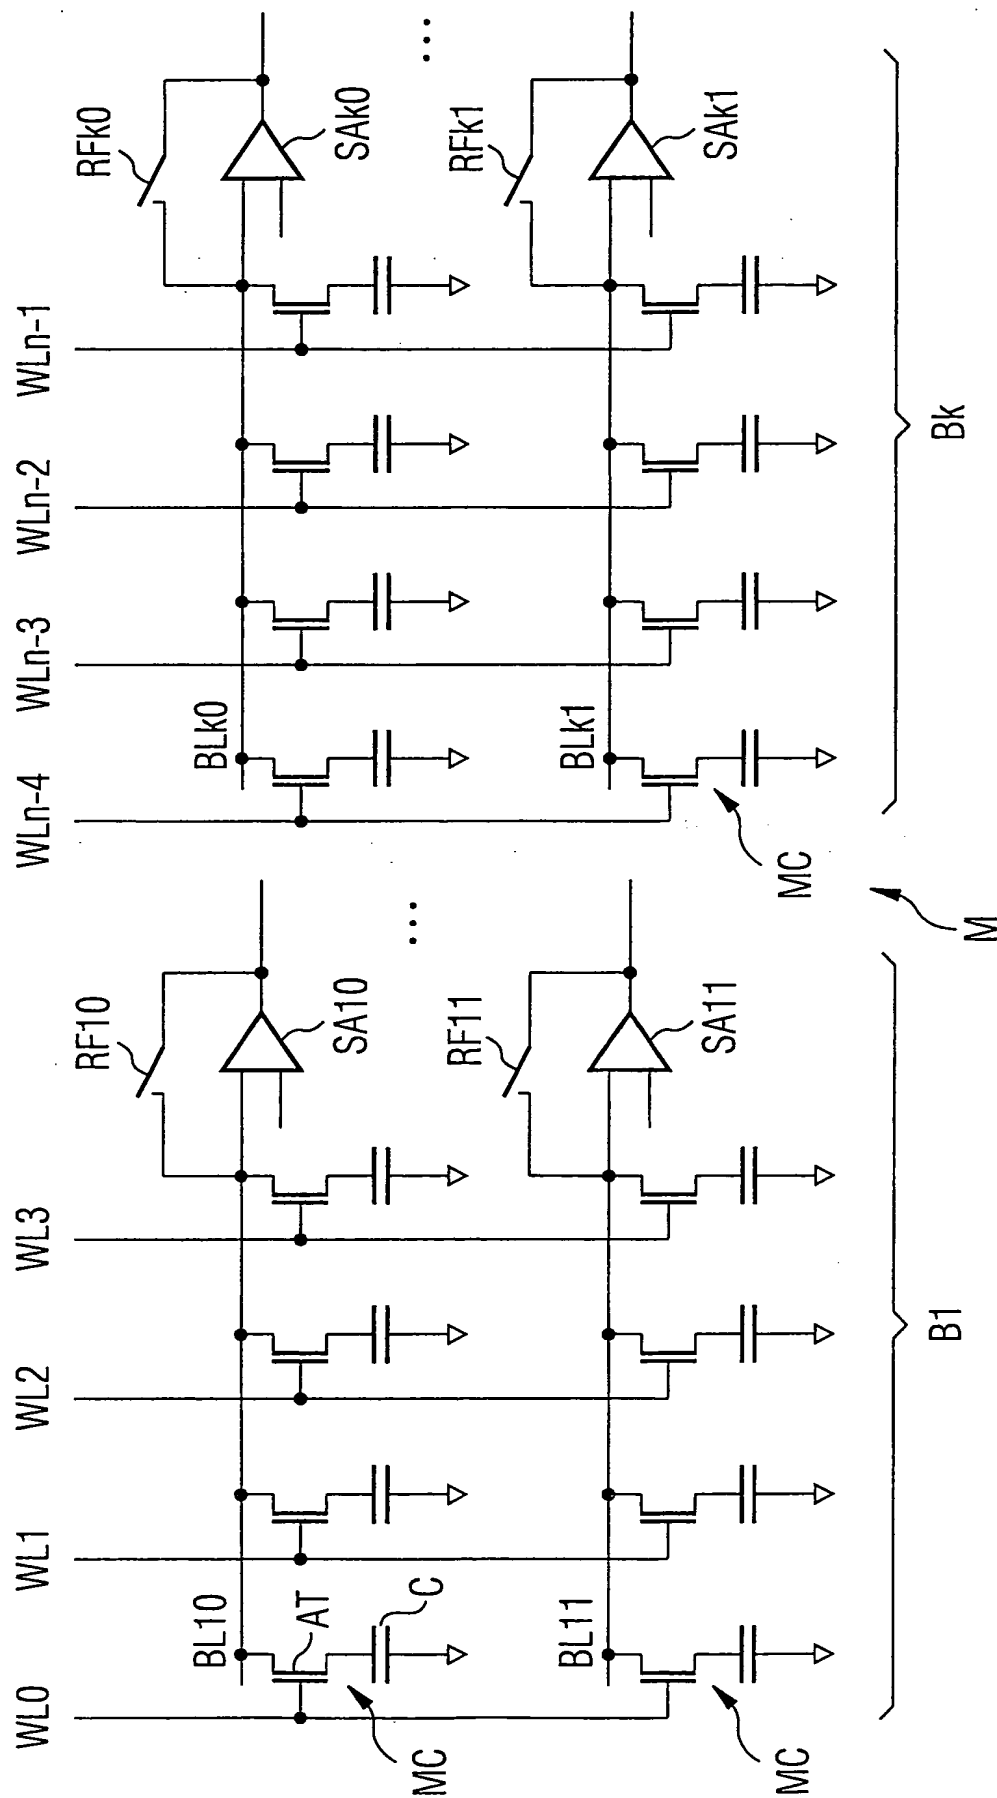 WL0 WL1 WL2 WL3 WLn-4 WLn-3 WLn-2 WLn-1
RF10 RFk0
BL10 BLk0
AT SA10 SAk0
C
MC
... ...
RF11 RFk1
BL11 BLk1
SA11 SAk1
MC MC
B1 M Bk